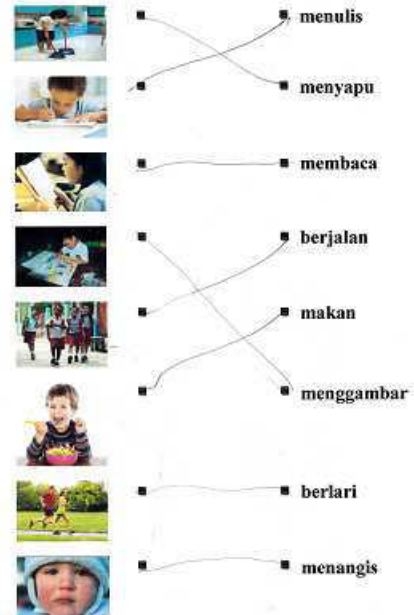 menulis
menyapu
membaca
berjalan
makan
menggambar
berlari
menangis